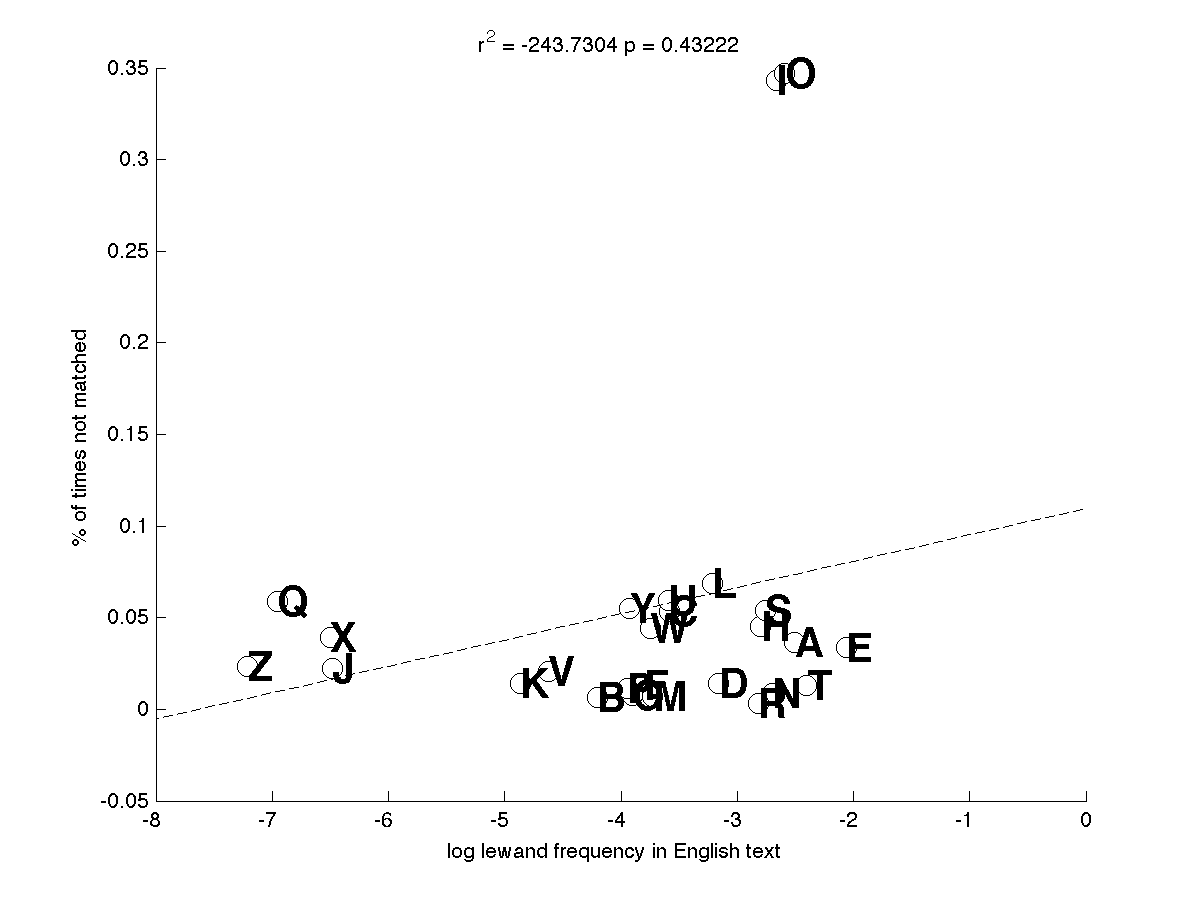 r² = -243.7304 p = 0.43222
0.35
0.3
0.25
0.2
0.15
0.1
0.05
0
-0.05
% of times not matched
I O
L
Q
U
Y
C
S
W
H
X
A
E
Z
J
V
K
D
T
P
F
B
G
M
N
R
-8 -7 -6 -5 -4 -3 -2 -1 0
log lewand frequency in English text